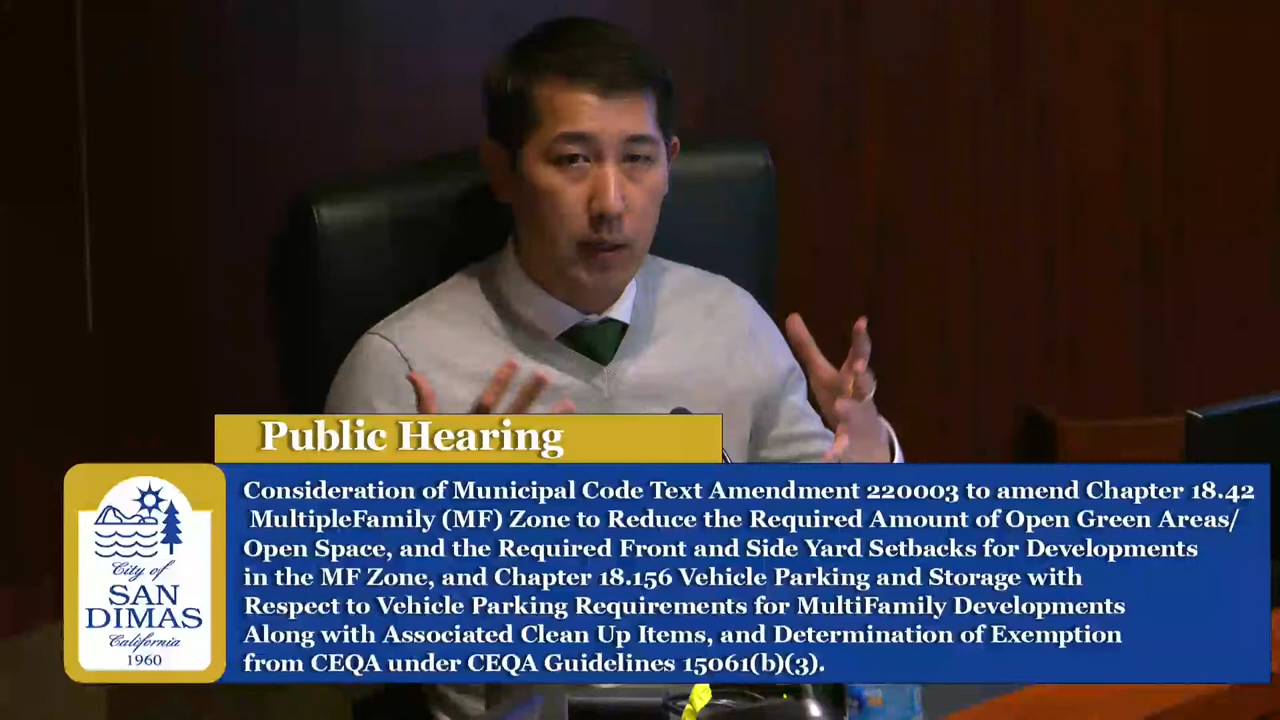 Public Hearing
Consideration of Municipal Code Text Amendment 220003 to amend Chapter 18.42
MultipleFamily (MF) Zone to Reduce the Required Amount of Open Green Areas/
Open Space, and the Required Front and Side Yard Setbacks for Developments
in the MF Zone, and Chapter 18.156 Vehicle Parking and Storage with
Respect to Vehicle Parking Requirements for MultiFamily Developments
Along with Associated Clean Up Items, and Determination of Exemption
from CEQA under CEQA Guidelines 15061(b)(3).
City of
SAN
DIMAS
California
1960